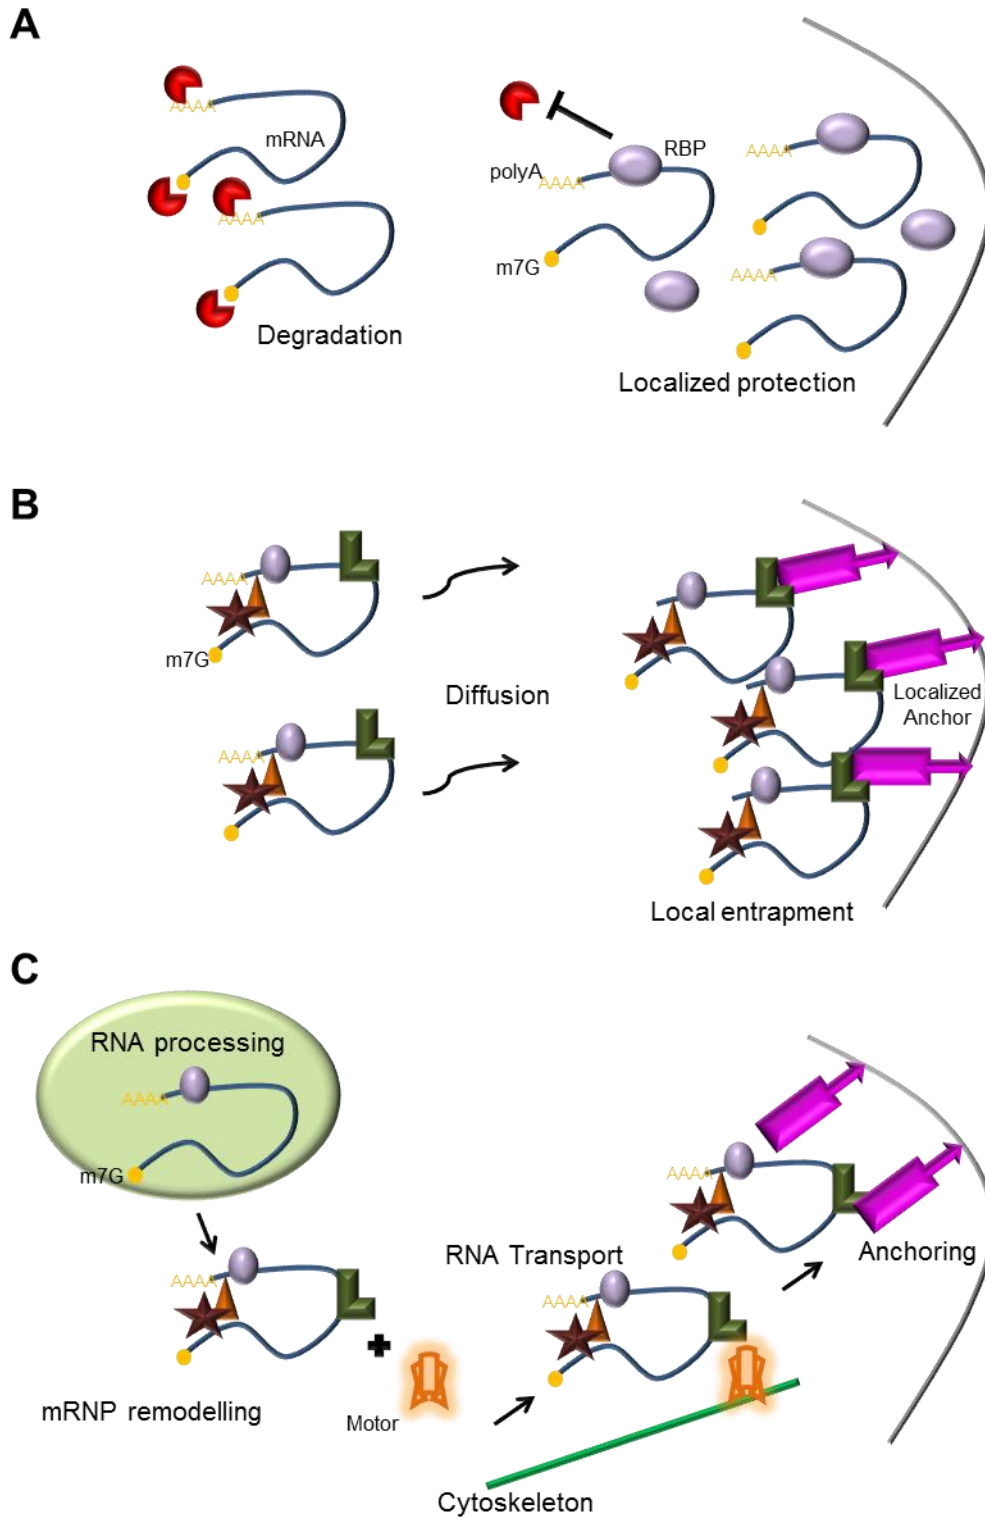 A
AAAA
mRNA
AAAA
Degradation
RBP
polyA
AAAA
m7G
AAAA
AAAA
Localized protection
B
AAAA
m7G
Diffusion
AAAA
Localized
Anchor
Local entrapment
C
RNA processing
AAAA
m7G
AAAA
RNA Transport
Anchoring
AAAA
AAAA
mRNP remodelling
Motor
Cytoskeleton